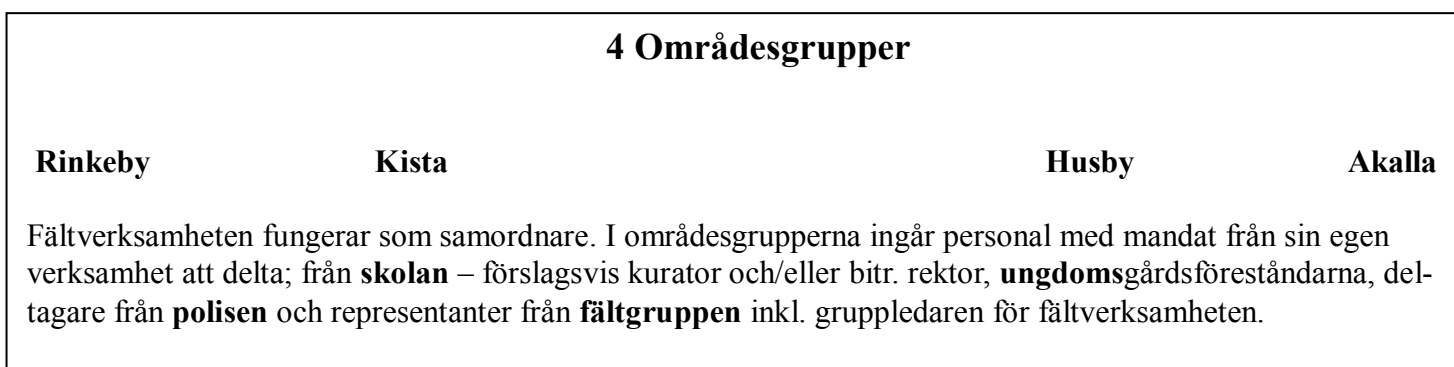 4 Områdesgrupper
Rinkeby Kista Husby Akalla
Fältverksamheten fungerar som samordnare. I områdesgrupperna ingår personal med mandat från sin egen
verksamhet att delta; från skolan – förslagsvis kurator och/eller bitr. rektor, ungdomsgårdsföreståndarna, del-
tagare från polisen och representanter från fältgruppen inkl. gruppledaren för fältverksamheten.